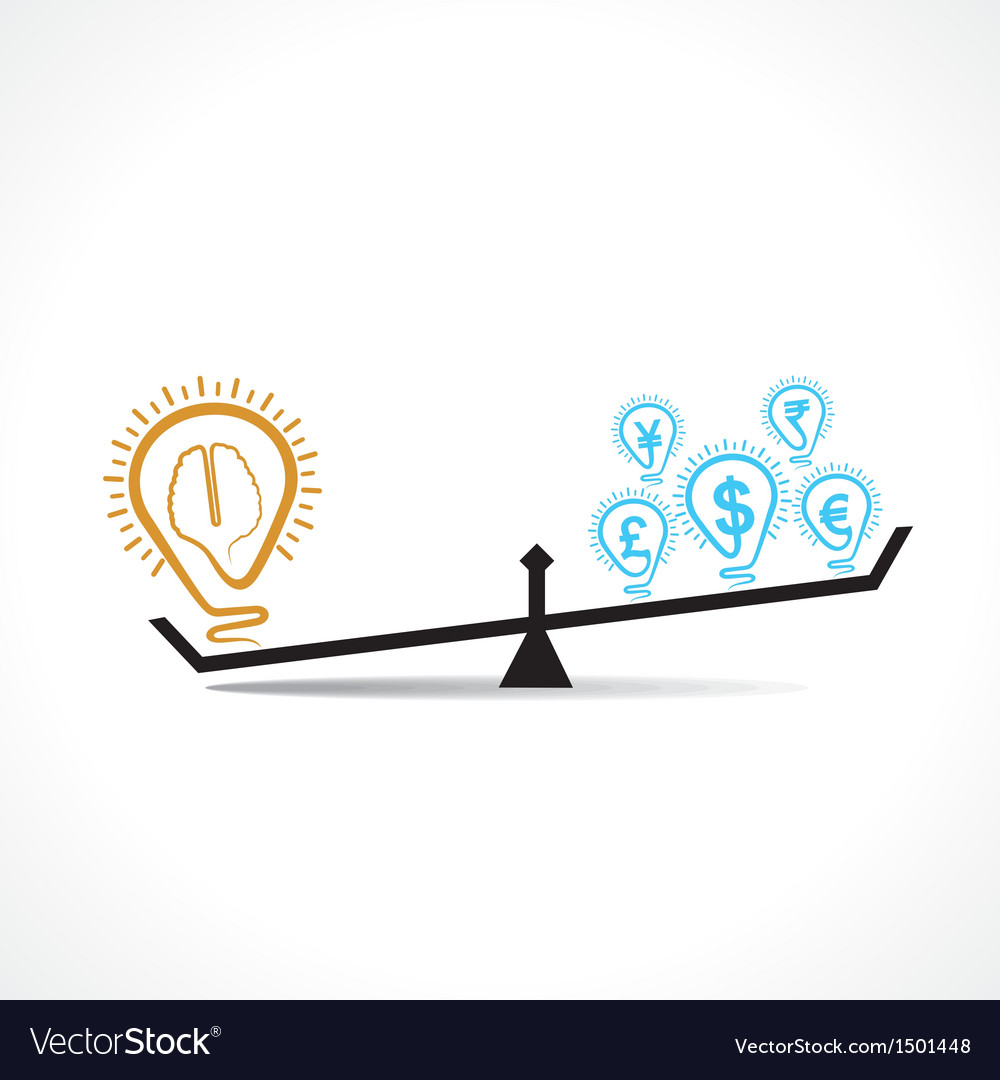 ¥ ₹
£ $ €
VectorStock®
VectorStock.com/1501448